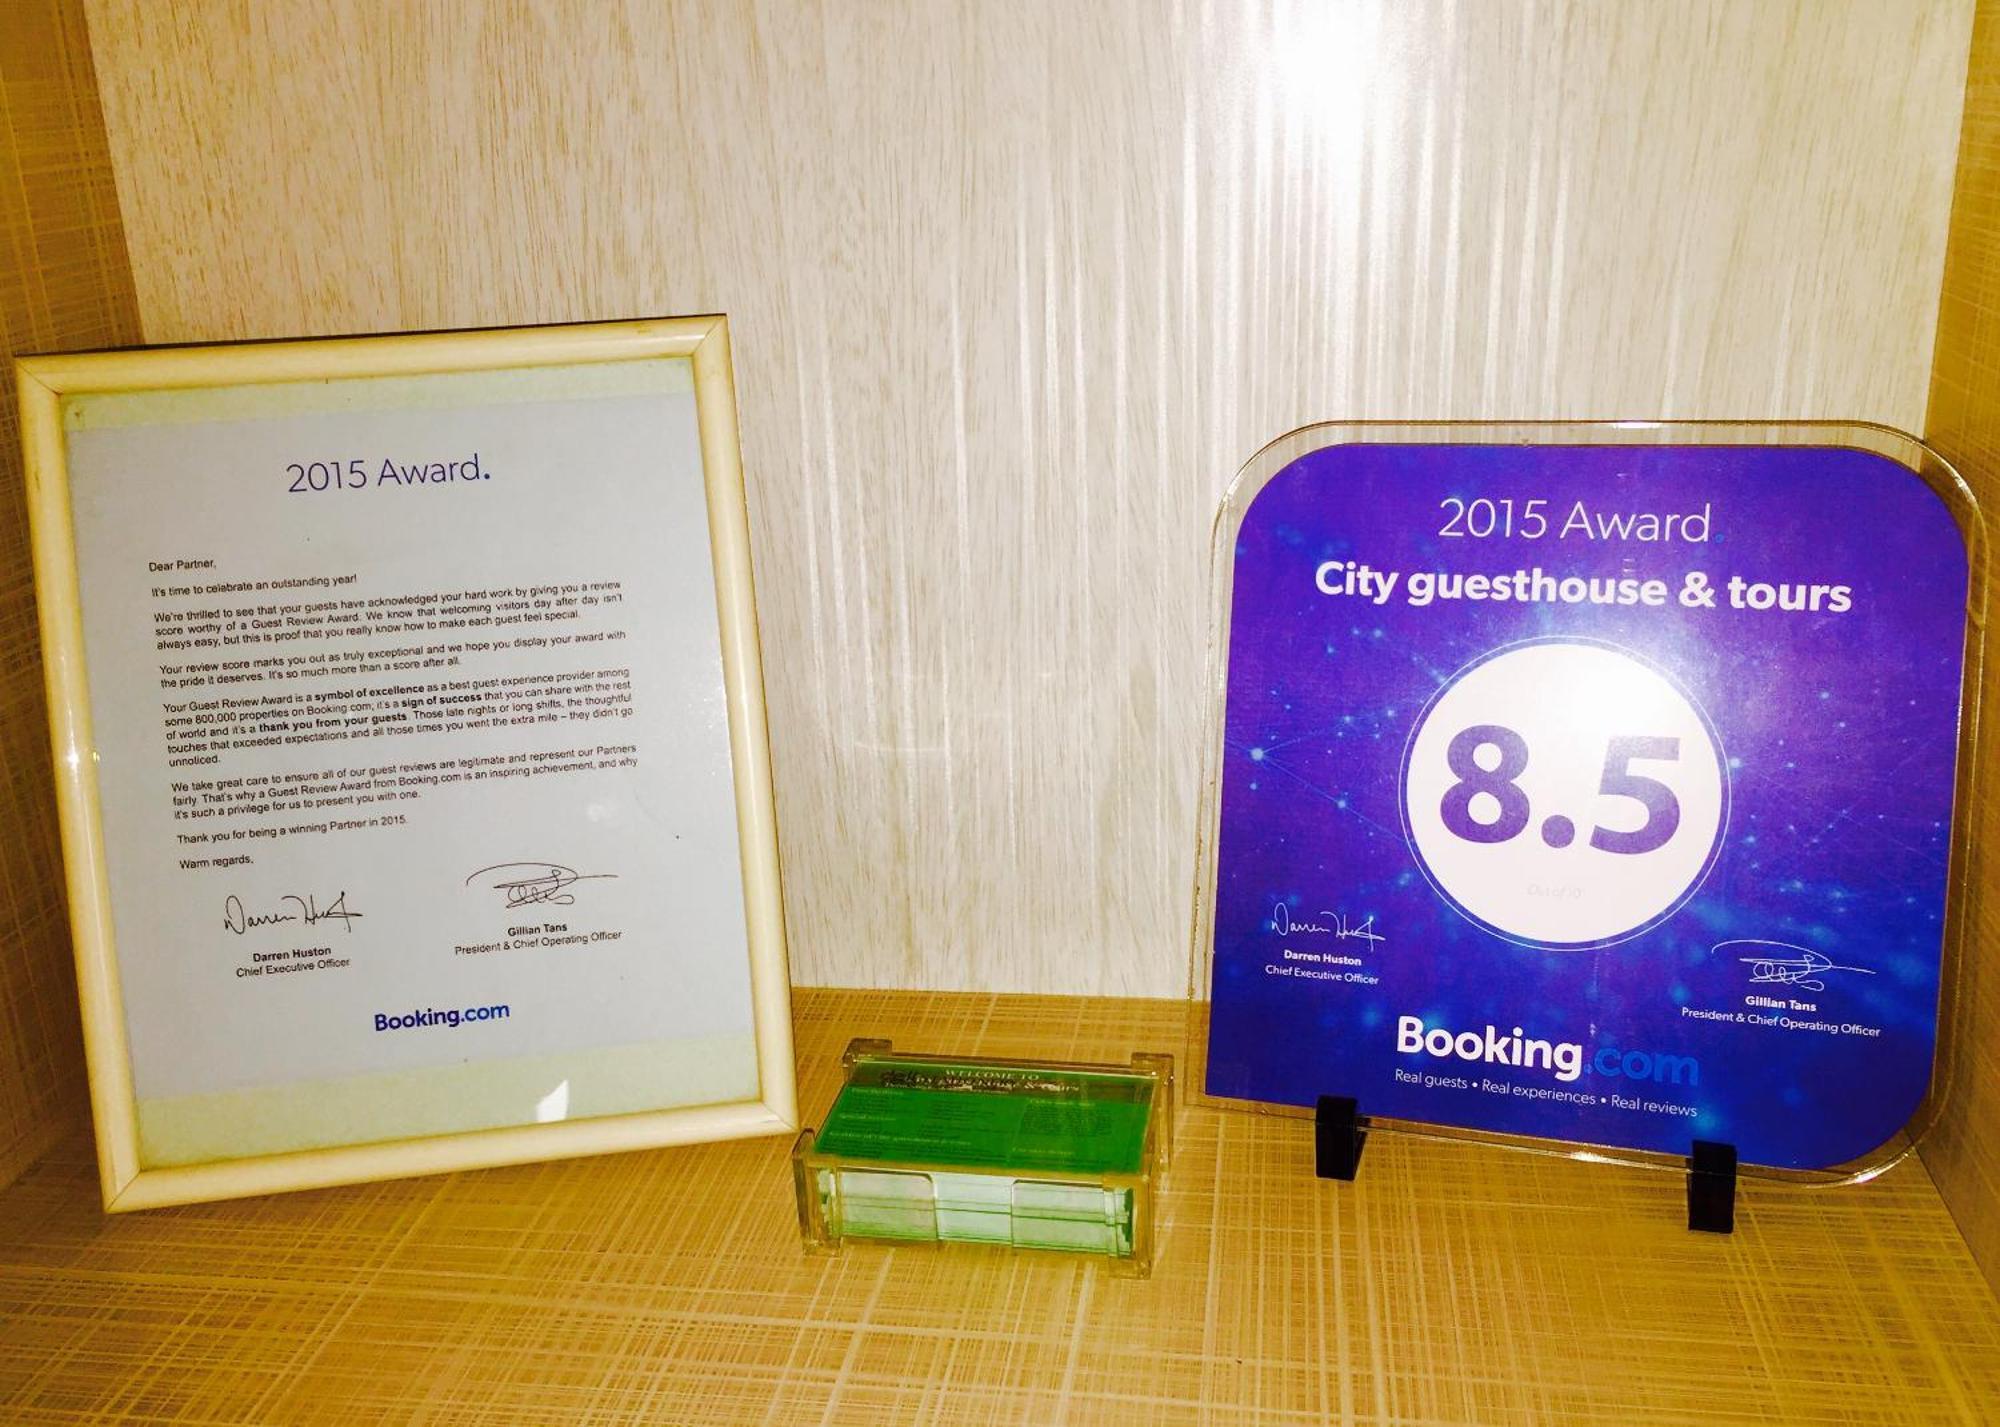 2015 Award.
Dear Partner,
It's time to celebrate an outstanding year!
We're thrilled to see that your guests have acknowledged your hard work by giving you a review
score worthy of a Guest Review Award. We know that welcoming visitors day after day isn't
always easy, but this is proof that you really know how to make each guest feel special.
Your review score marks you out as truly exceptional and we hope you display your award with
the pride it deserves. It's so much more than a score after all.
Your Guest Review Award is a symbol of excellence as a best guest experience provider among
some 800,000 properties on Booking.com; it's a sign of success that you can share with the rest
of world and it's a thank you from your guests. Those late nights or long shifts, the thoughtful
touches that exceeded expectations and all those times you went the extra mile – they didn't go
unnoticed.
We take great care to ensure all of our guest reviews are legitimate and represent our Partners
fairly. That's why a Guest Review Award from Booking.com is an inspiring achievement, and why
it's such a privilege for us to present you with one.
Thank you for being a winning Partner in 2015.
Warm regards,
Darren Huston
Chief Executive Officer
Gillian Tans
President & Chief Operating Officer
Booking.com
WELCOME TO
2015 Award.
City guesthouse & tours
8.5
Out of 10
Darren Huston
Chief Executive Officer
Gillian Tans
President & Chief Operating Officer
Booking.com
Real guests • Real experiences • Real reviews